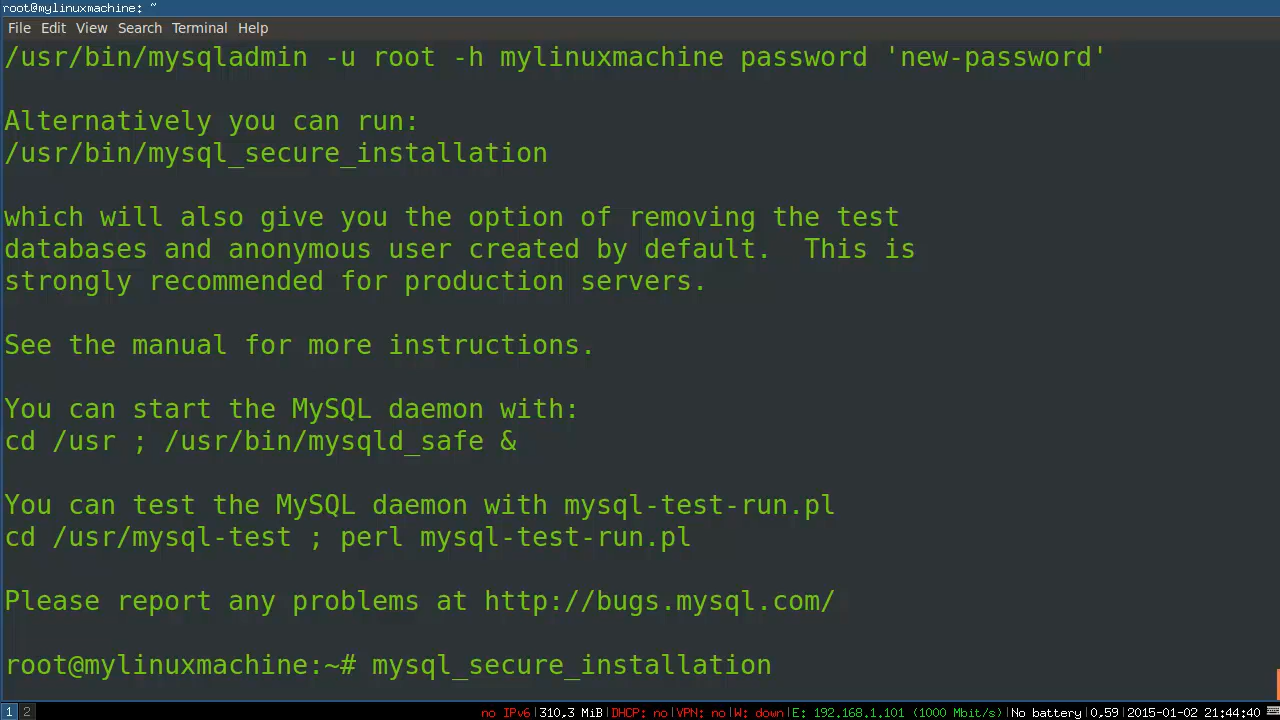 root@mylinuxmachine: ~
File Edit View Search Terminal Help
/usr/bin/mysqladmin -u root -h mylinuxmachine password 'new-password'
Alternatively you can run:
/usr/bin/mysql_secure_installation
which will also give you the option of removing the test
databases and anonymous user created by default.  This is
strongly recommended for production servers.
See the manual for more instructions.
You can start the MySQL daemon with:
cd /usr ; /usr/bin/mysqld_safe &
You can test the MySQL daemon with mysql-test-run.pl
cd /usr/mysql-test ; perl mysql-test-run.pl
Please report any problems at http://bugs.mysql.com/
root@mylinuxmachine:~# mysql_secure_installation
1 2 no IPv6|310,3 MiB|DHCP: no|VPN: no|W: down|E: 192.168.1.101 (1000 Mbit/s)|No battery|0,59|2015-01-02 21:44:40